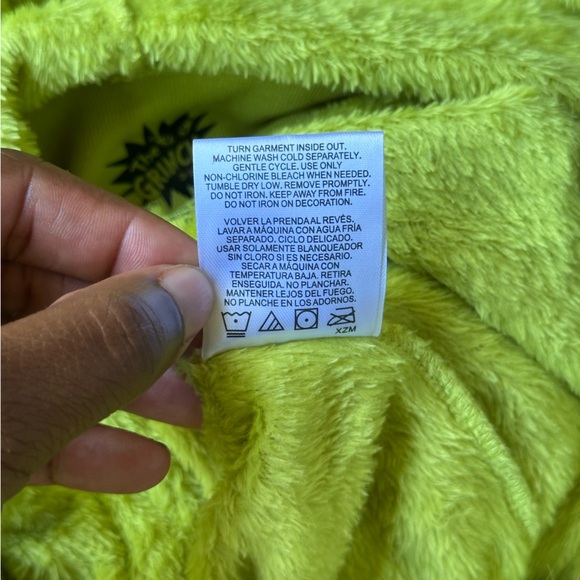 TURN GARMENT INSIDE OUT.
MACHINE WASH COLD SEPARATELY.
GENTLE CYCLE. USE ONLY
NON-CHLORINE BLEACH WHEN NEEDED.
TUMBLE DRY LOW. REMOVE PROMPTLY.
DO NOT IRON. KEEP AWAY FROM FIRE.
DO NOT IRON ON DECORATION.
VOLVER LA PRENDA AL REVÉS.
LAVAR A MÁQUINA CON AGUA FRÍA
SEPARADO. CICLO DELICADO.
USAR SOLAMENTE BLANQUEADOR
SIN CLORO SI ES NECESARIO.
SECAR A MÁQUINA CON
TEMPERATURA BAJA. RETIRA
ENSEGUIDA. NO PLANCHAR.
MANTENER LEJOS DEL FUEGO.
NO PLANCHE EN LOS ADORNOS.
XZM